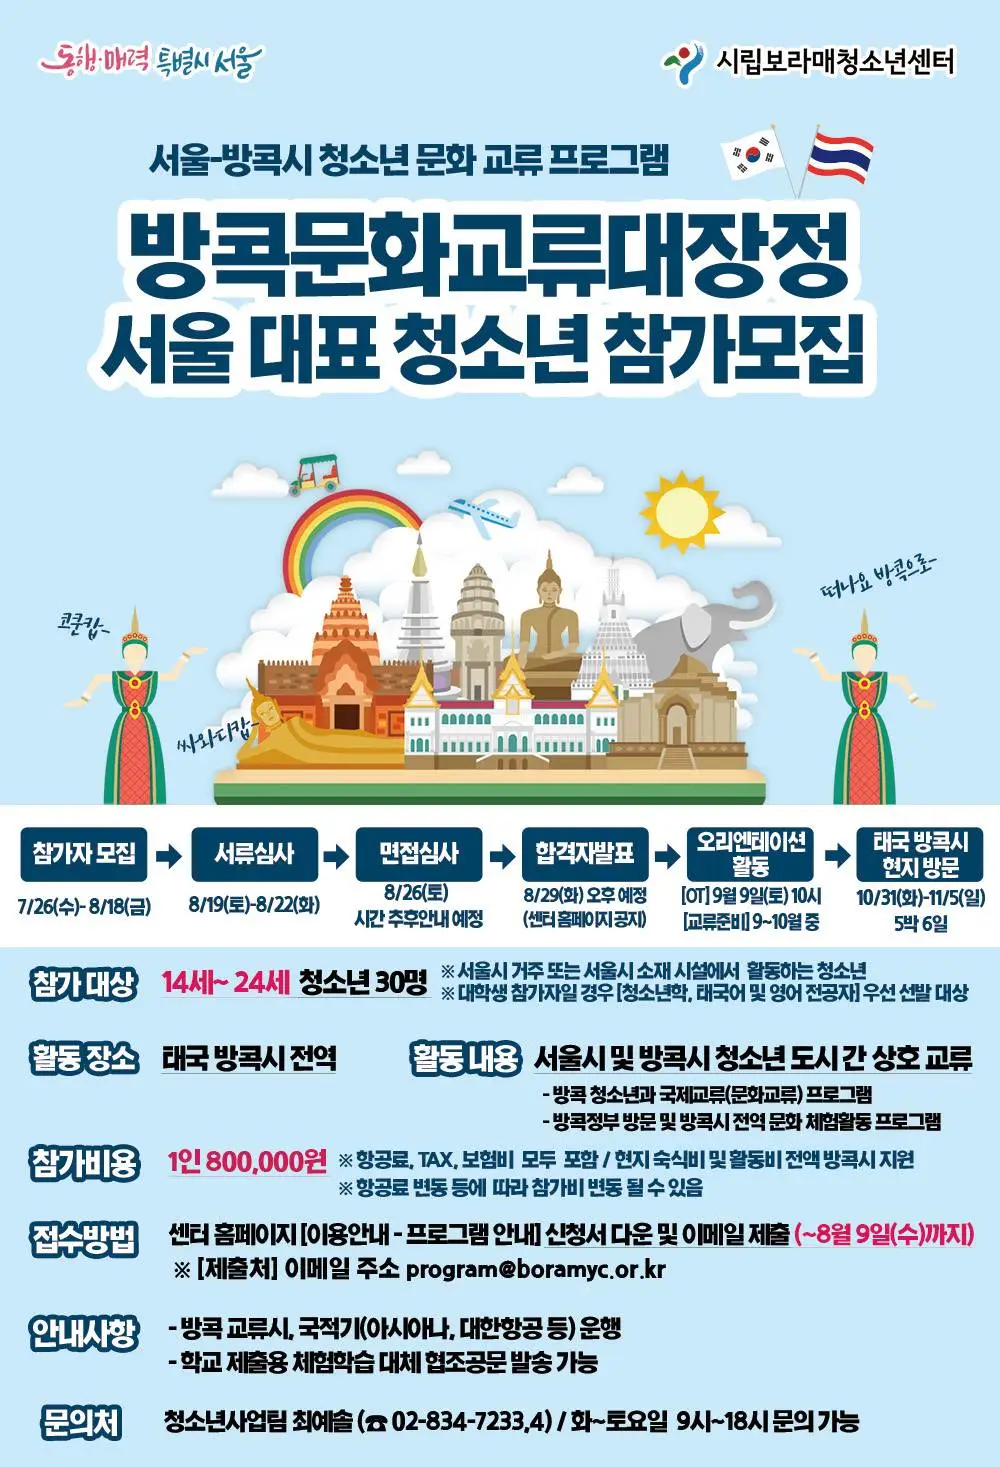 동행·매력 특별시 서울
시립보라매청소년센터
서울-방콕시 청소년 문화 교류 프로그램
방콕문화교류대장정
서울 대표 청소년 참가모집
코쿤캅~
떠나요 방콕으로~
싸와디캅~
참가자 모집
7/26(수)- 8/18(금)
서류심사
8/19(토)-8/22(화)
면접심사
8/26(토)
시간 추후안내 예정
합격자발표
8/29(화) 오후 예정
(센터 홈페이지 공지)
오리엔테이션
활동
[OT] 9월 9일(토) 10시
[교류준비] 9~10월 중
태국 방콕시
현지 방문
10/31(화)-11/5(일)
5박 6일
참가 대상
14세~ 24세 청소년 30명
※ 서울시 거주 또는 서울시 소재 시설에서 활동하는 청소년
※ 대학생 참가자일 경우 [청소년학, 태국어 및 영어 전공자] 우선 선발 대상
활동 장소
태국 방콕시 전역
활동 내용
서울시 및 방콕시 청소년 도시 간 상호 교류
- 방콕 청소년과 국제교류(문화교류) 프로그램
- 방콕정부 방문 및 방콕시 전역 문화 체험활동 프로그램
참가비용
1인 800,000원
※ 항공료, TAX, 보험비 모두 포함 / 현지 숙식비 및 활동비 전액 방콕시 지원
※ 항공료 변동 등에 따라 참가비 변동 될 수 있음
접수방법
센터 홈페이지 [이용안내 - 프로그램 안내] 신청서 다운 및 이메일 제출 (~8월 9일(수)까지)
※ [제출처] 이메일 주소 program@boramyc.or.kr
안내사항
- 방콕 교류시, 국적기(아시아나, 대한항공 등) 운행
- 학교 제출용 체험학습 대체 협조공문 발송 가능
문의처
청소년사업팀 최예솔 (☎ 02-834-7233,4) / 화~토요일 9시~18시 문의 가능